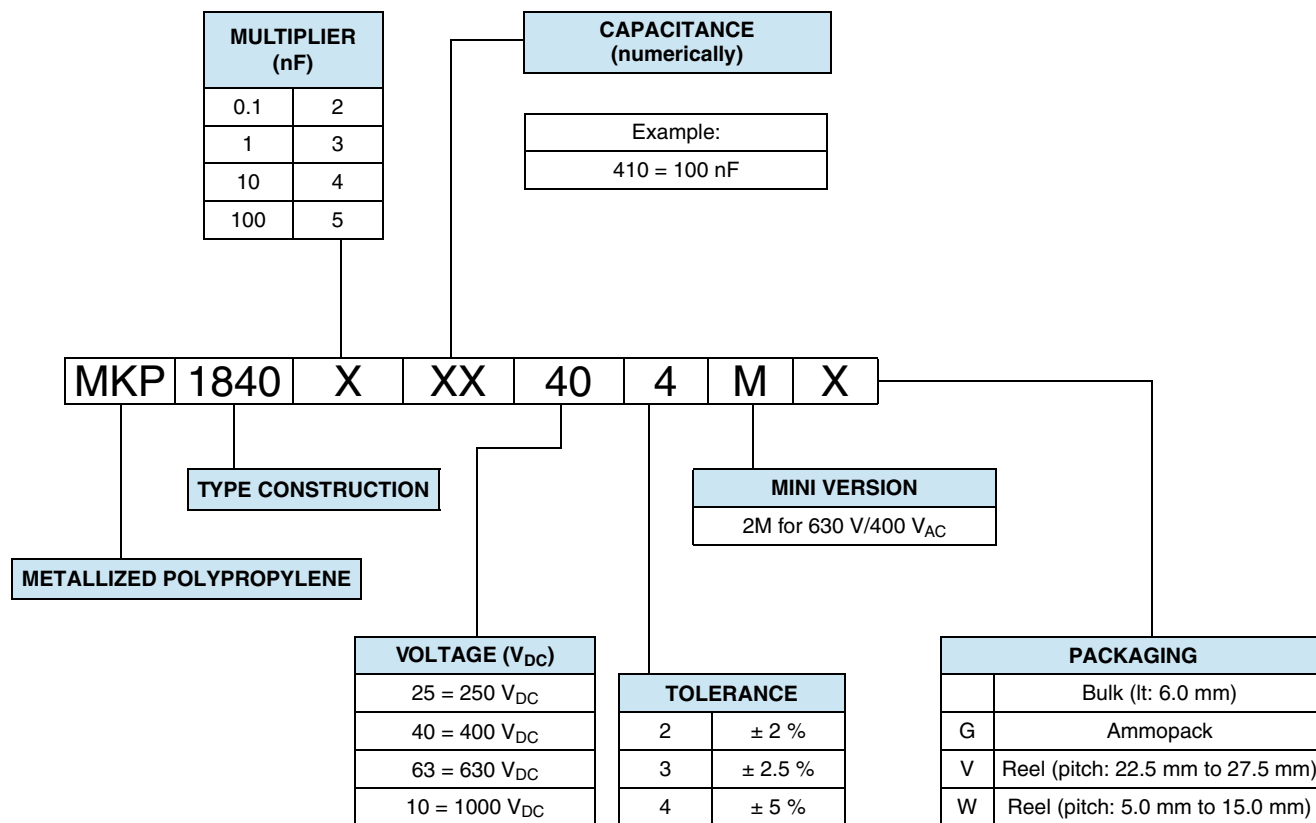 MULTIPLIER
(nF)
0.1 2
1 3
10 4
100 5
CAPACITANCE
(numerically)
Example:
410 = 100 nF
MKP 1840 X XX 40 4 M X
TYPE CONSTRUCTION
METALLIZED POLYPROPYLENE
MINI VERSION
2M for 630 V/400 VAC
VOLTAGE (VDC)
25 = 250 VDC
40 = 400 VDC
63 = 630 VDC
10 = 1000 VDC
TOLERANCE
2 ± 2 %
3 ± 2.5 %
4 ± 5 %
PACKAGING
Bulk (lt: 6.0 mm)
G Ammopack
V Reel (pitch: 22.5 mm to 27.5 mm)
W Reel (pitch: 5.0 mm to 15.0 mm)